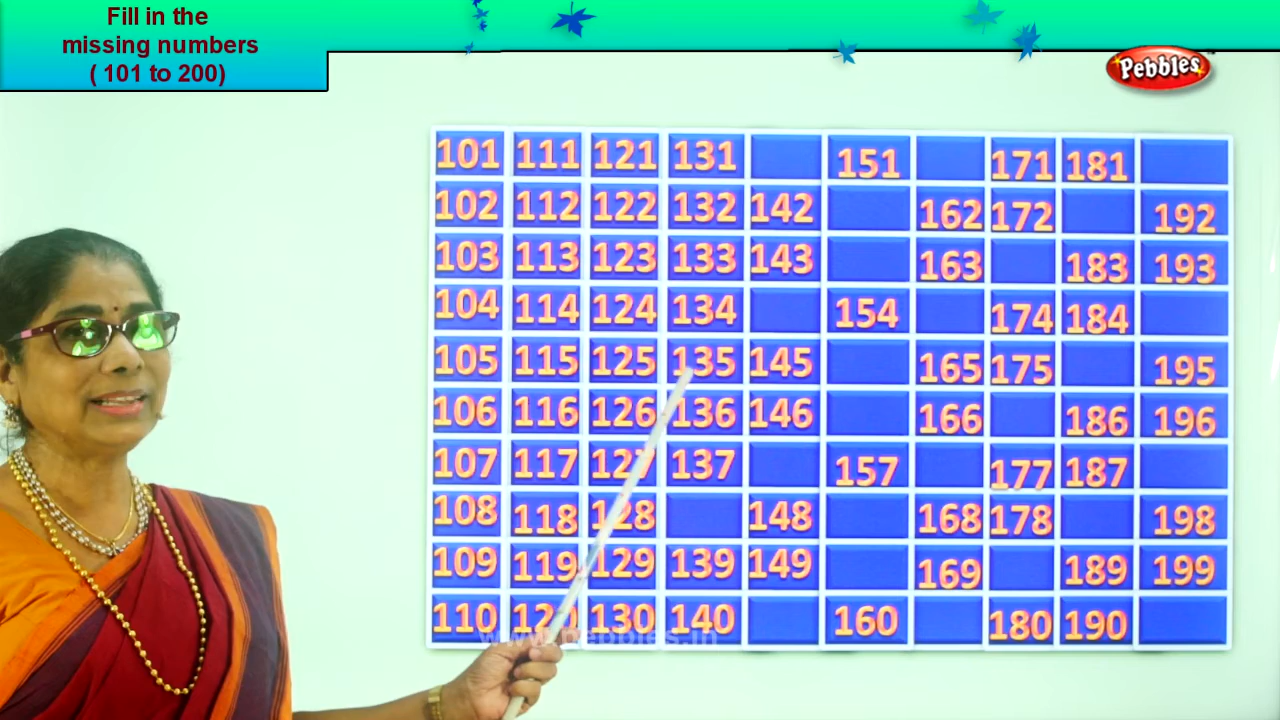 Fill in the
missing numbers
( 101 to 200)
Pebbles
101 111 121 131 151 171 181
102 112 122 132 142 162 172 192
103 113 123 133 143 163 183 193
104 114 124 134 154 174 184
105 115 125 135 145 165 175 195
106 116 126 136 146 166 186 196
107 117 127 137 157 177 187
108 118 128 148 168 178 198
109 119 129 139 149 169 189 199
110 120 130 140 160 180 190
www.pebbles.in